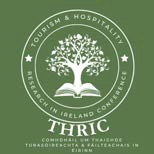 TOURISM & HOSPITALITY
RESEARCH IN IRELAND CONFERENCE
THRIC
COMHDHÁIL UM THAIGHDE
TURASÓIREACHTA & FÁILTEACHAIS IN
ÉIRINN